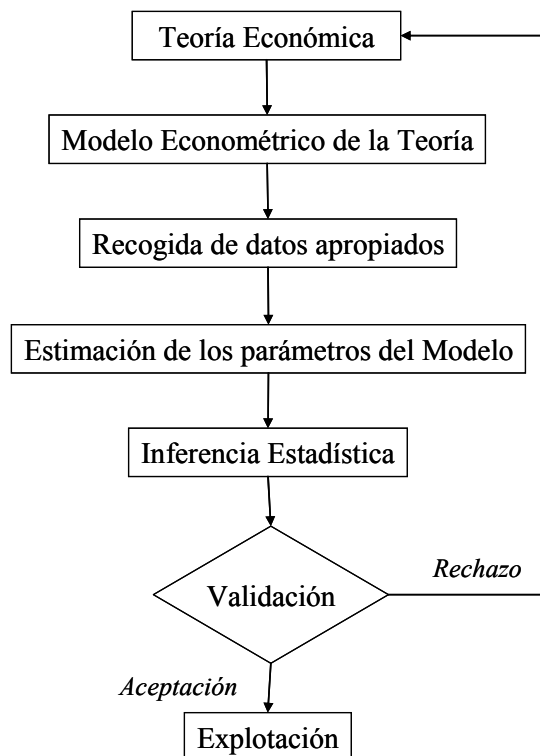 Teoría Económica
Modelo Econométrico de la Teoría
Recogida de datos apropiados
Estimación de los parámetros del Modelo
Inferencia Estadística
Rechazo
Validación
Aceptación
Explotación